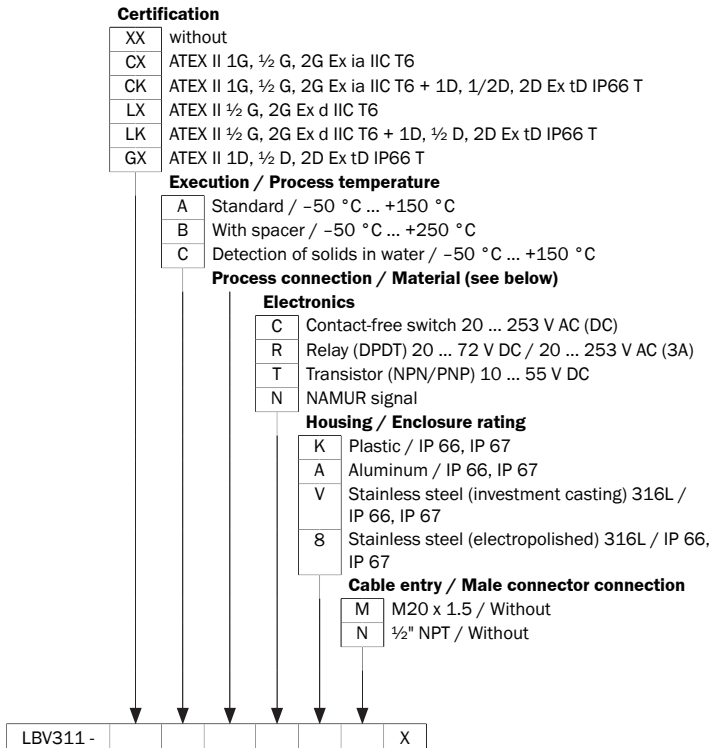 Certification
XX without
CX ATEX II 1G, ½ G, 2G Ex ia IIC T6
CK ATEX II 1G, ½ G, 2G Ex ia IIC T6 + 1D, 1/2D, 2D Ex tD IP66 T
LX ATEX II ½ G, 2G Ex d IIC T6
LK ATEX II ½ G, 2G Ex d IIC T6 + 1D, ½ D, 2D Ex tD IP66 T
GX ATEX II 1D, ½ D, 2D Ex tD IP66 T
Execution / Process temperature
A Standard / –50 °C ... +150 °C
B With spacer / –50 °C ... +250 °C
C Detection of solids in water / –50 °C ... +150 °C
Process connection / Material (see below)
Electronics
C Contact-free switch 20 ... 253 V AC (DC)
R Relay (DPDT) 20 ... 72 V DC / 20 ... 253 V AC (3A)
T Transistor (NPN/PNP) 10 ... 55 V DC
N NAMUR signal
Housing / Enclosure rating
K Plastic / IP 66, IP 67
A Aluminum / IP 66, IP 67
V Stainless steel (investment casting) 316L /
IP 66, IP 67
8 Stainless steel (electropolished) 316L / IP 66,
IP 67
Cable entry / Male connector connection
M M20 x 1.5 / Without
N ½" NPT / Without
LBV311 - X